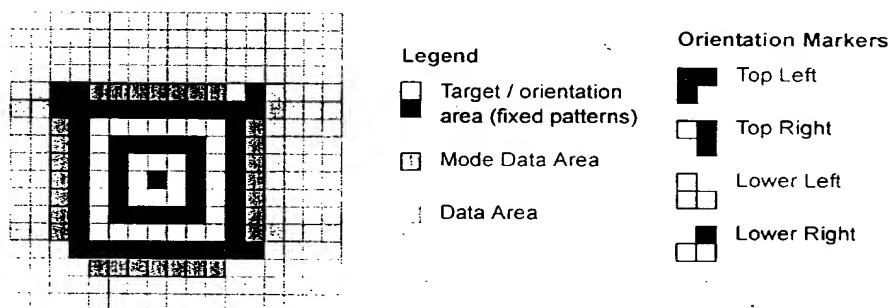 Legend
Target / orientation
area (fixed patterns)
Mode Data Area
Data Area
Orientation Markers
Top Left
Top Right
Lower Left
Lower Right